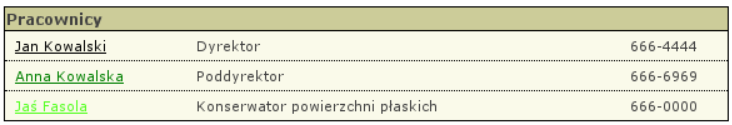 Pracownicy
Jan Kowalski Dyrektor 666-4444
Anna Kowalska Poddyrektor 666-6969
Jaś Fasola Konserwator powierzchni płaskich 666-0000